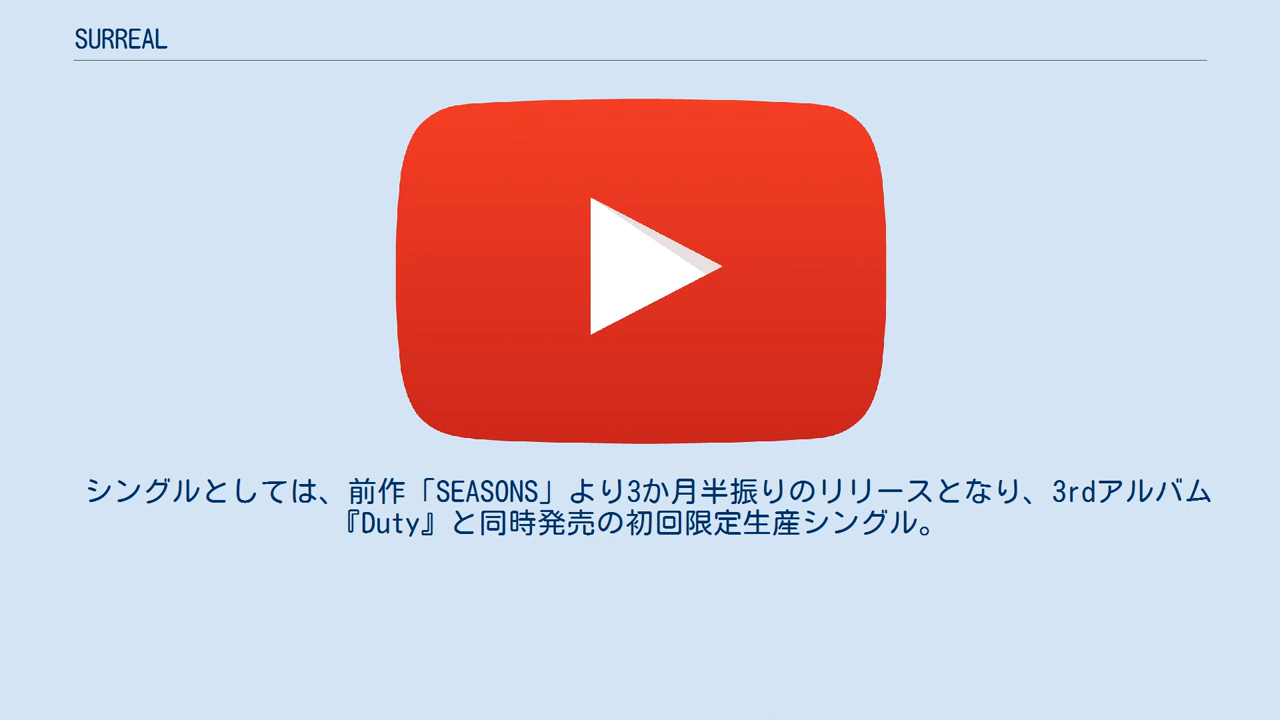 SURREAL
シングルとしては、前作「SEASONS」より3か月半振りのリリースとなり、3rdアルバム
『Duty』と同時発売の初回限定生産シングル。